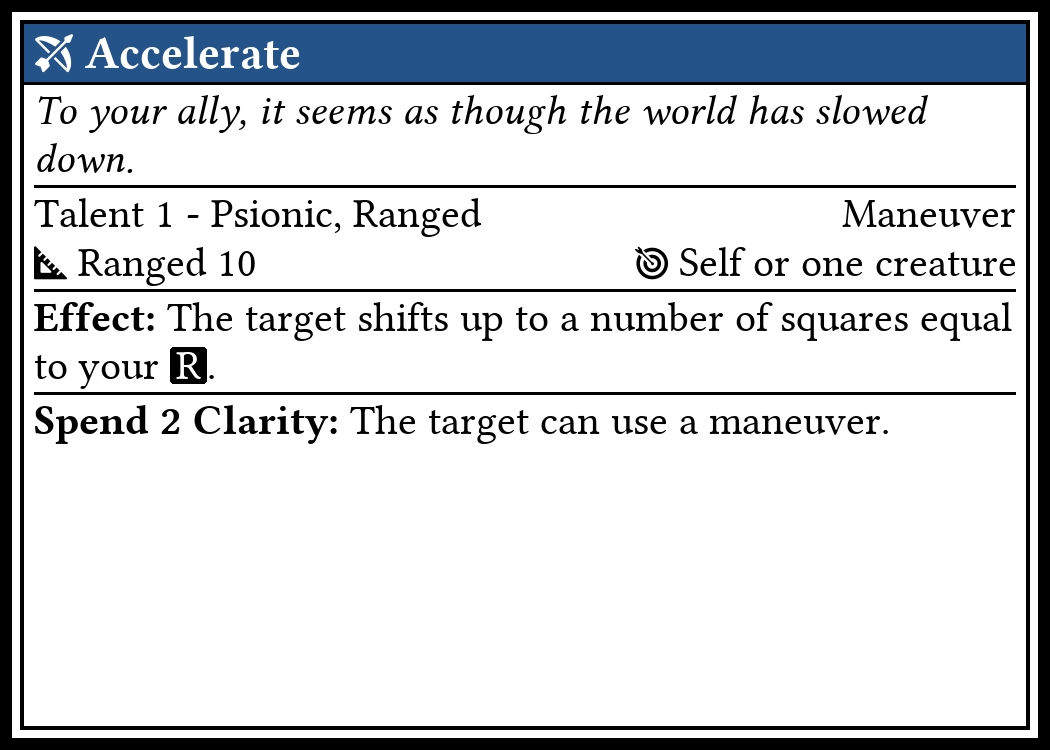 Accelerate
To your ally, it seems as though the world has slowed
down.
Talent 1 - Psionic, Ranged Maneuver
Ranged 10 Self or one creature
Effect: The target shifts up to a number of squares equal
to your R.
Spend 2 Clarity: The target can use a maneuver.